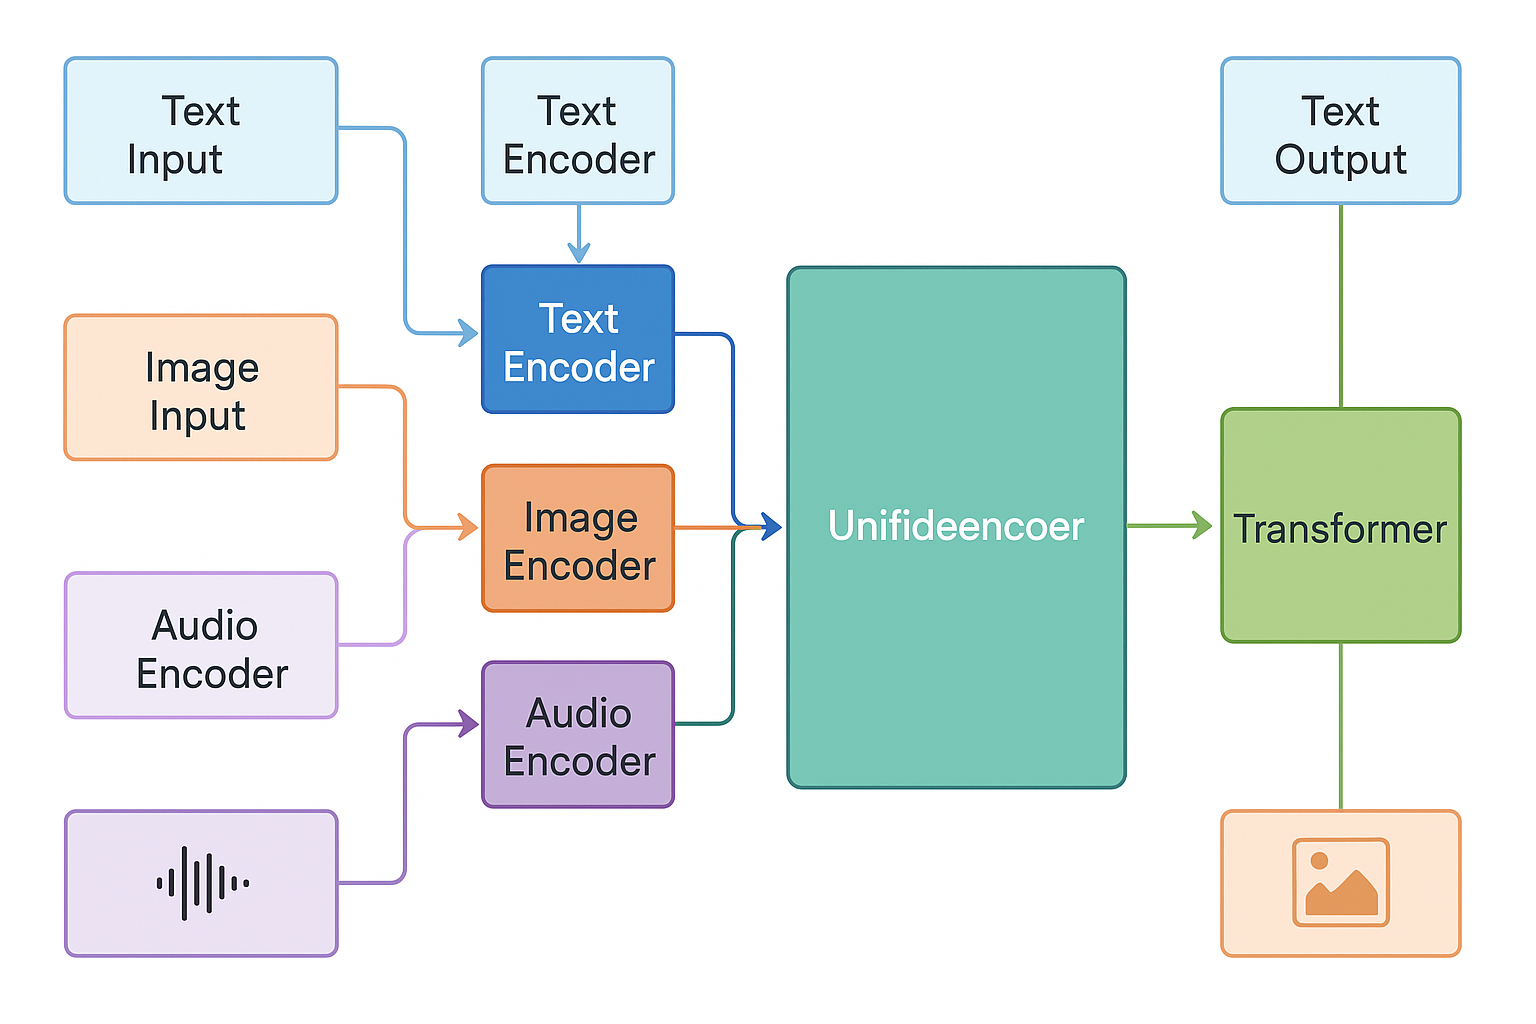 Text
Input
Text
Encoder
Text
Output
Text
Encoder
Image
Input
Image
Encoder
Unifideencoer
Transformer
Audio
Encoder
Audio
Encoder